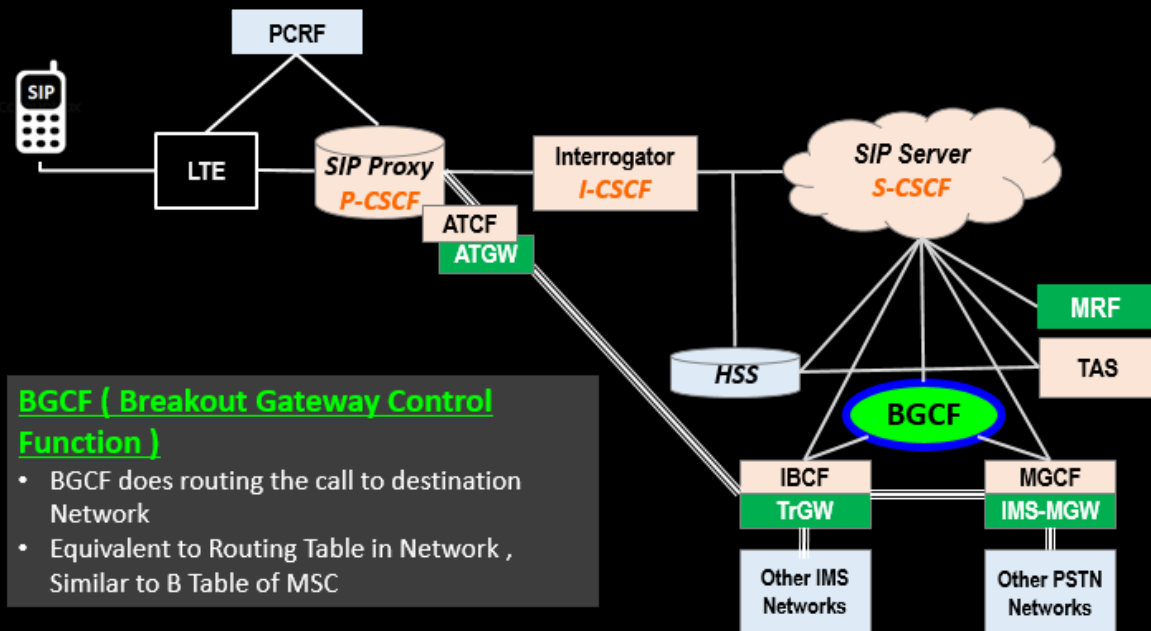 PCRF
SIP
LTE
SIP Proxy
P-CSCF
Interrogator
I-CSCF
SIP Server
S-CSCF
ATCF
ATGW
MRF
TAS
HSS
BGCF
IBCF
TrGW
MGCF
IMS-MGW
Other IMS
Networks
Other PSTN
Networks
BGCF ( Breakout Gateway Control
Function )
• BGCF does routing the call to destination
Network
• Equivalent to Routing Table in Network ,
Similar to B Table of MSC